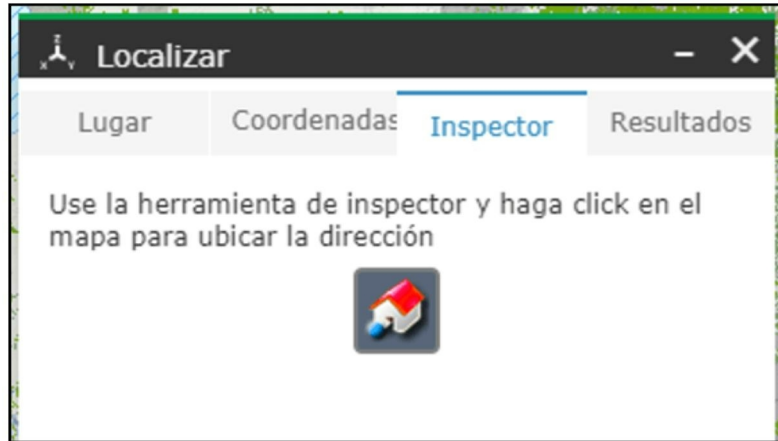 Localizar
Lugar Coordenadas Inspector Resultados
Use la herramienta de inspector y haga click en el
mapa para ubicar la dirección